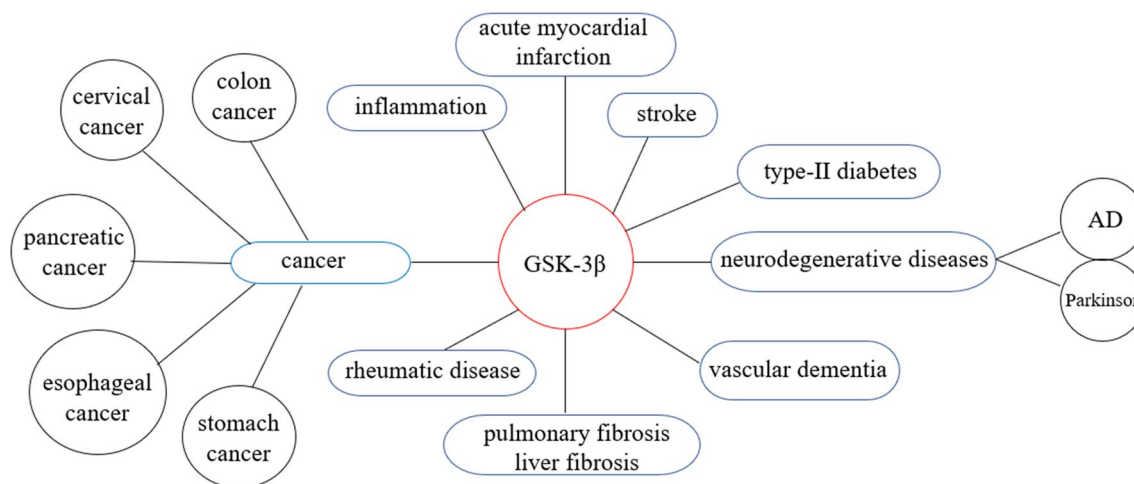 acute myocardial
infarction
colon
cancer
cervical
cancer
inflammation
stroke
type-II diabetes
AD
pancreatic
cancer
cancer
GSK-3β
neurodegenerative diseases
Parkinson
rheumatic disease
vascular dementia
esophageal
cancer
stomach
cancer
pulmonary fibrosis
liver fibrosis